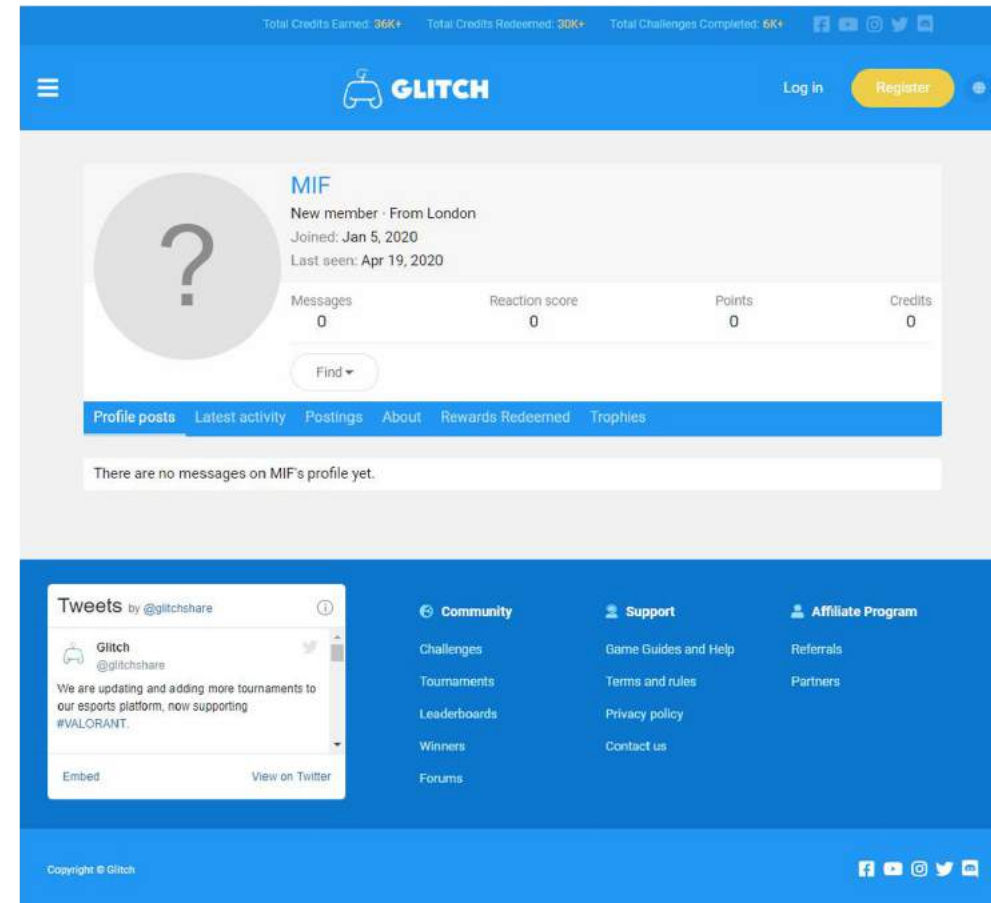 Total Credits Earned: 36K+ Total Credits Redeemed: 30K+ Total Challenges Completed: 6K+
GLITCH
Log in
Register
?
MIF
New member · From London
Joined: Jan 5, 2020
Last seen: Apr 19, 2020
Messages Reaction score Points Credits
0 0 0 0
Find
Profile posts Latest activity Postings About Rewards Redeemed Trophies
There are no messages on MIF's profile yet.
Tweets by @glitchshare
Glitch
@glitchshare
We are updating and adding more tournaments to
our esports platform, now supporting
#VALORANT.
Embed View on Twitter
Community
Challenges
Tournaments
Leaderboards
Winners
Forums
Support
Game Guides and Help
Terms and rules
Privacy policy
Contact us
Affiliate Program
Referrals
Partners
Copyright © Glitch